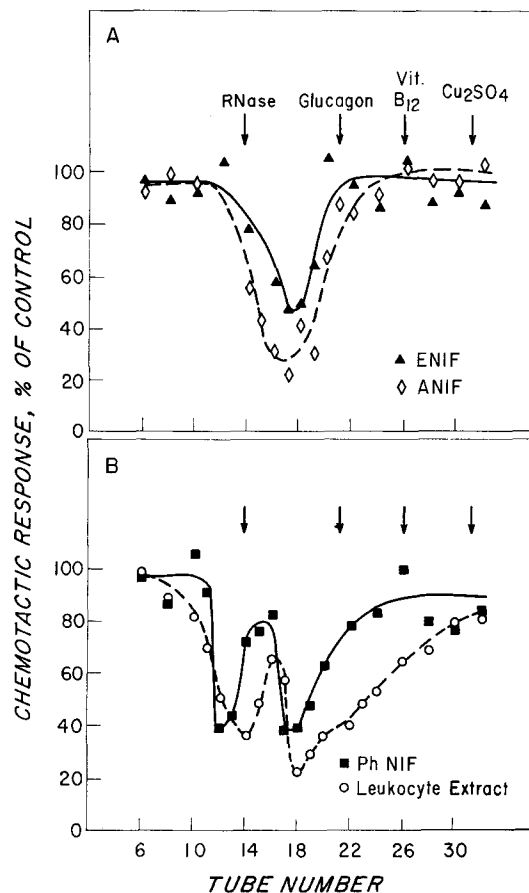 A
RNase
Glucagon
Vit.
B12
Cu2SO4
100
80
60
40
20
0
▲ ENIF
◊ ANIF
B
100
80
60
40
20
0
■ Ph NIF
○ Leukocyte Extract
6 10 14 18 22 26 30
TUBE NUMBER
CHEMOTACTIC RESPONSE, % OF CONTROL